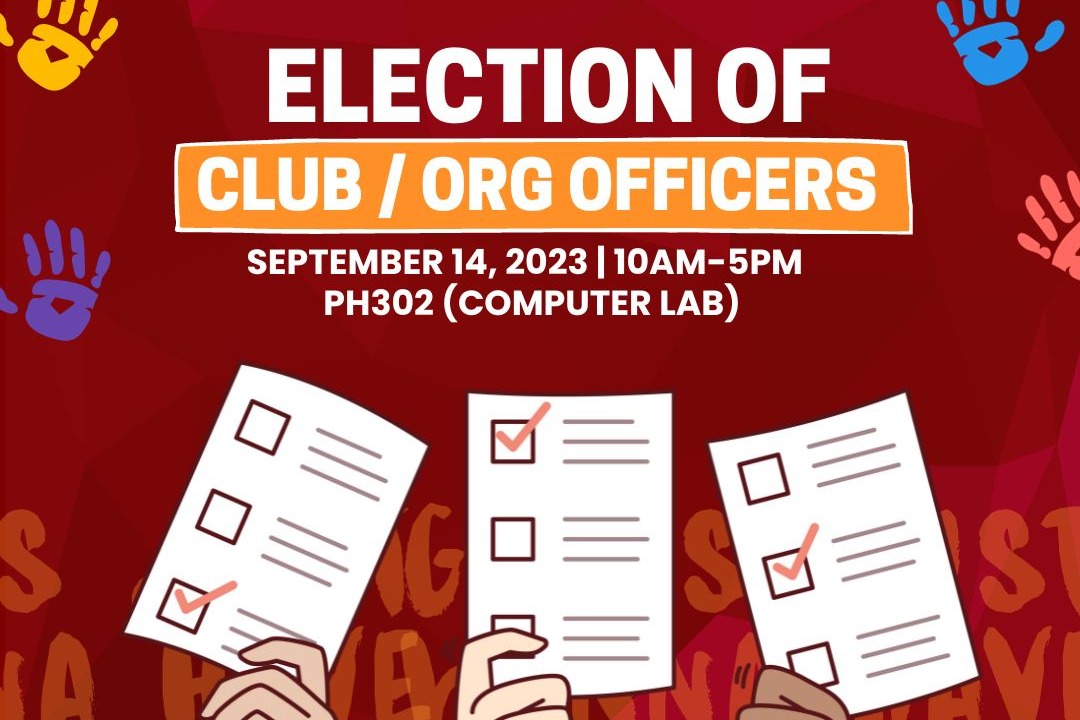 ELECTION OF
CLUB / ORG OFFICERS
SEPTEMBER 14, 2023 | 10AM-5PM
PH302 (COMPUTER LAB)